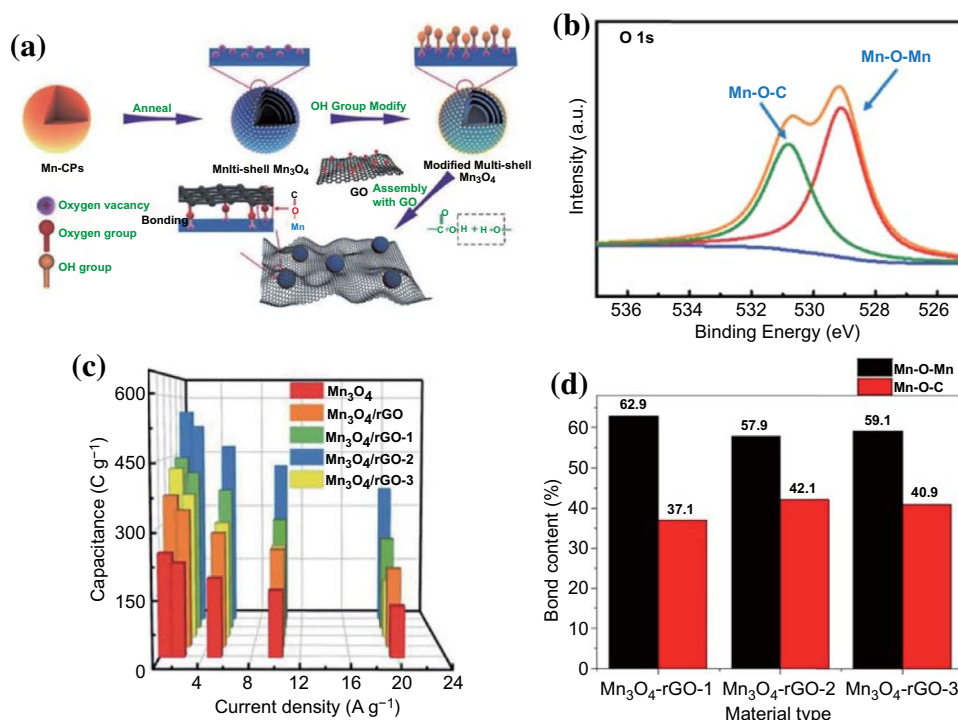 (a)
Mn-CPs
Anneal
Mnlti-shell Mn₃O₄
OH Group Modify
Modified Multi-shell
Mn₃O₄
GO
Assembly
with GO
Bonding
C
O
Mn
O
C O H + H O
Oxygen vacancy
Oxygen group
OH group
(b)
O 1s
Mn-O-Mn
Mn-O-C
Intensity (a.u.)
536 534 532 530 528 526
Binding Energy (eV)
(c)
Mn₃O₄
Mn₃O₄/rGO
Mn₃O₄/rGO-1
Mn₃O₄/rGO-2
Mn₃O₄/rGO-3
Capacitance (C g⁻¹)
600
450
300
150
0
4 8 12 16 20 24
Current density (A g⁻¹)
(d)
Mn-O-Mn
Mn-O-C
Bond content (%)
60
50
40
30
20
10
0
62.9
37.1
57.9
42.1
59.1
40.9
Mn₃O₄-rGO-1 Mn₃O₄-rGO-2 Mn₃O₄-rGO-3
Material type